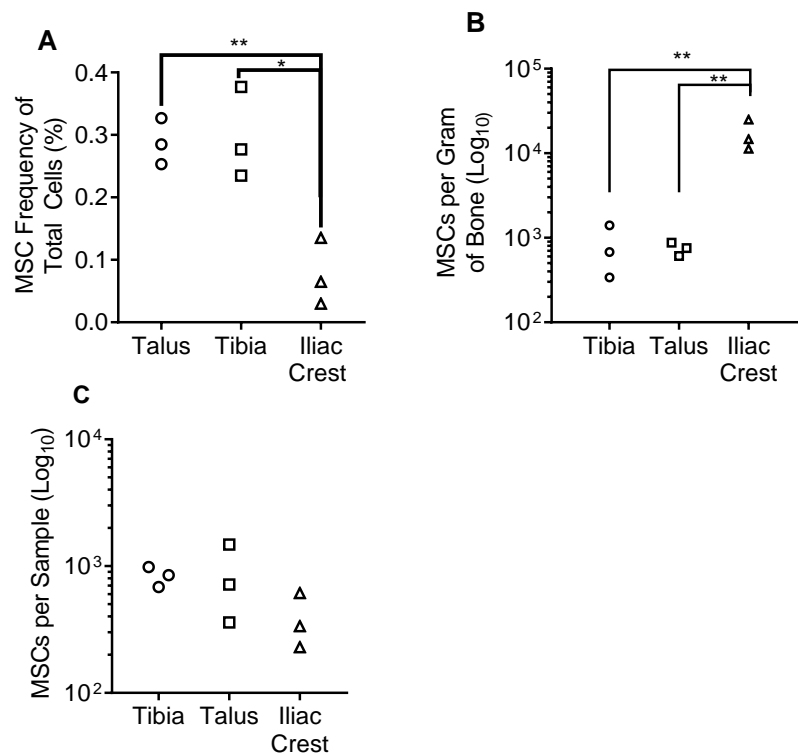 A
**
*
0.4
0.3
0.2
0.1
0.0
MSC Frequency of
Total Cells (%)
Talus Tibia Iliac
Crest
B
**
**
10⁵
10⁴
10³
10²
MSCs per Gram
of Bone (Log₁₀)
Tibia Talus Iliac
Crest
C
10⁴
10³
10²
MSCs per Sample (Log₁₀)
Tibia Talus Iliac
Crest